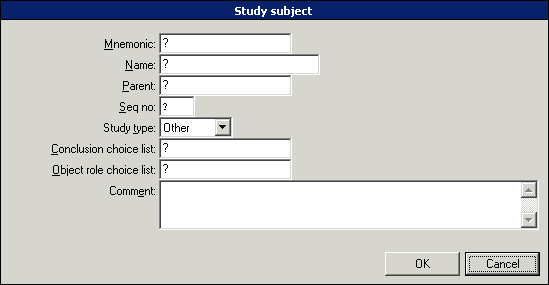 Study subject
Mnemonic: ?
Name: ?
Parent: ?
Seq no: ?
Study type: Other
Conclusion choice list: ?
Object role choice list: ?
Comment:
OK Cancel